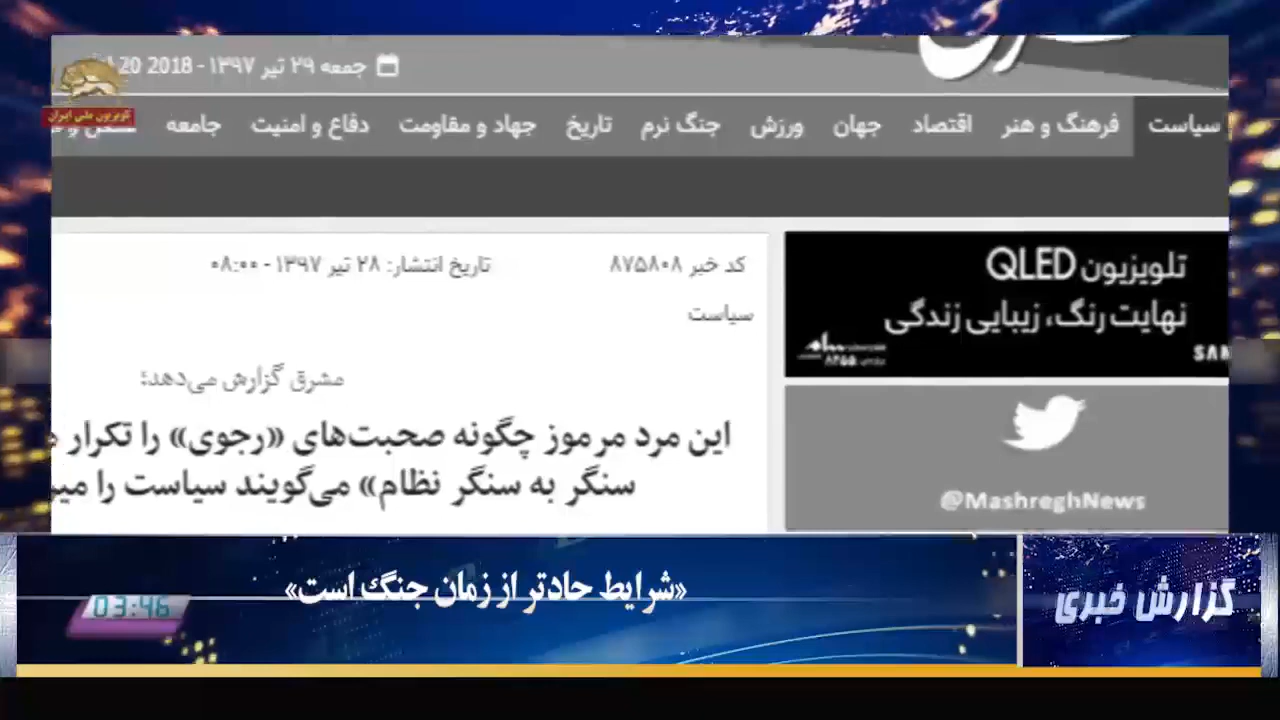 جمعه ۲۹ تیر ۱۳۹۷ - 2018 20
تلویزیون ملی ایران
سیاست فرهنگ و هنر اقتصاد جهان ورزش جنگ نرم تاریخ جهاد و مقاومت دفاع و امنیت جامعه
کد خبر ۸۷۵۸۰۸ تاریخ انتشار: ۲۸ تیر ۱۳۹۷ - ۰۸:۰۰
سیاست
مشرق گزارش می‌دهد؛
این مرد مرموز چگونه صحبت‌های «رجوی» را تکرار
سنگر به سنگر نظام» می‌گویند سیاست را
تلویزیون QLED
نهایت رنگ، زیبایی زندگی
SAM
@MashreghNews
«شرایط حادتر از زمان جنگ است»
گزارش خبری
03:46